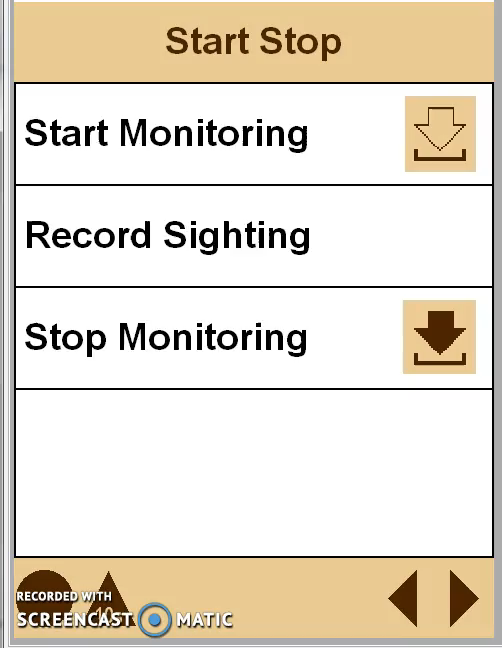 Start Stop
Start Monitoring
Record Sighting
Stop Monitoring
RECORDED WITH
SCREENCAST MATIC